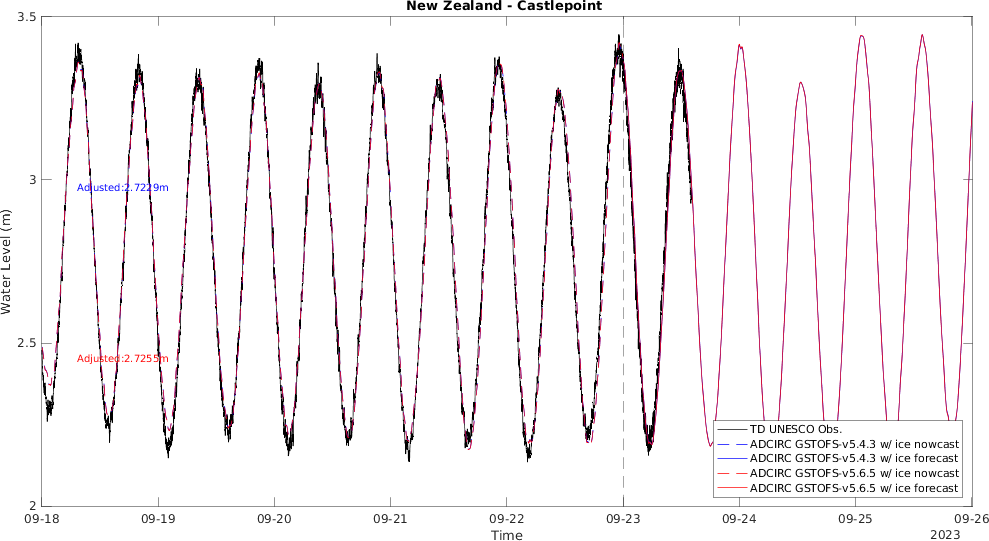 New Zealand - Castlepoint
3.5
3
2.5
2
Water Level (m)
Adjusted:2.7229m
Adjusted:2.7255m
TD UNESCO Obs.
ADCIRC GSTOFS-v5.4.3 w/ ice nowcast
ADCIRC GSTOFS-v5.4.3 w/ ice forecast
ADCIRC GSTOFS-v5.6.5 w/ ice nowcast
ADCIRC GSTOFS-v5.6.5 w/ ice forecast
09-18 09-19 09-20 09-21 09-22 09-23 09-24 09-25 09-26
Time
2023